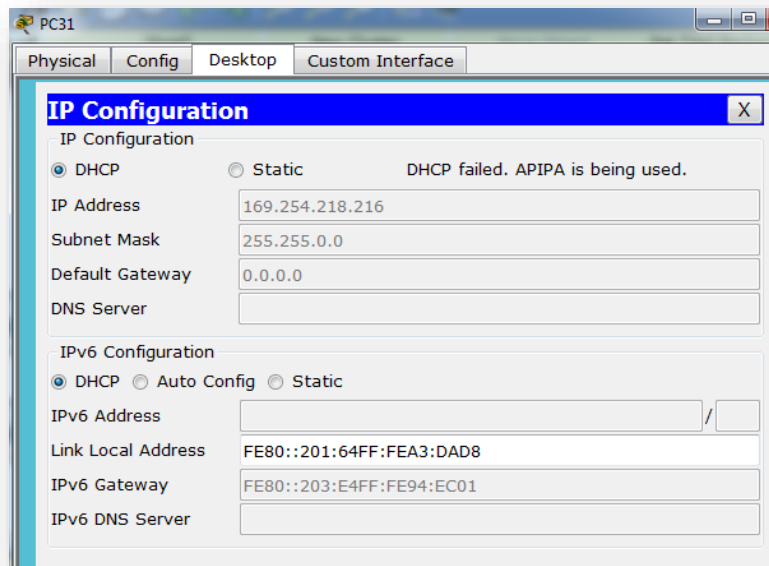 PC31
Physical Config Desktop Custom Interface
IP Configuration X
IP Configuration
DHCP Static DHCP failed. APIPA is being used.
IP Address 169.254.218.216
Subnet Mask 255.255.0.0
Default Gateway 0.0.0.0
DNS Server
IPv6 Configuration
DHCP Auto Config Static
IPv6 Address /
Link Local Address FE80::201:64FF:FEA3:DAD8
IPv6 Gateway FE80::203:E4FF:FE94:EC01
IPv6 DNS Server